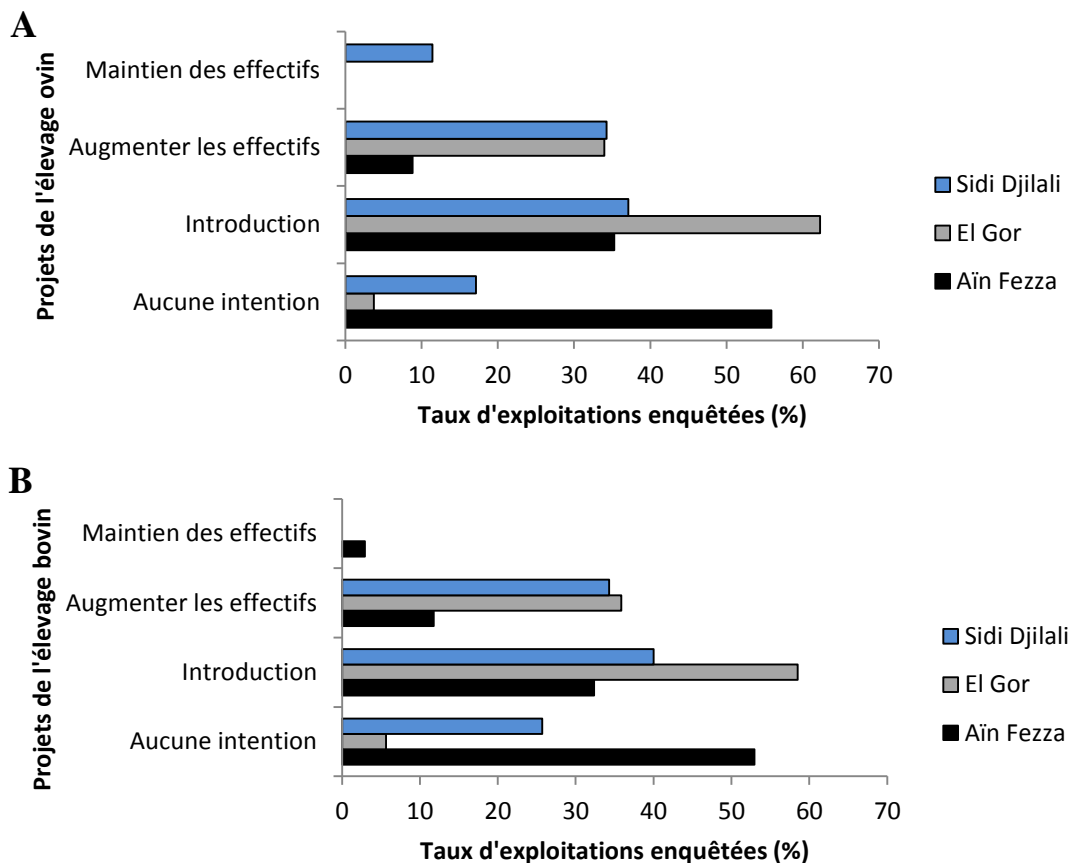 A
Projets de l'élevage ovin
Maintien des effectifs
Augmenter les effectifs
Introduction
Aucune intention
0 10 20 30 40 50 60 70
Taux d'exploitations enquêtées (%)
Sidi Djilali
El Gor
Aïn Fezza
B
Projets de l'élevage bovin
Maintien des effectifs
Augmenter les effectifs
Introduction
Aucune intention
0 10 20 30 40 50 60 70
Taux d'exploitations enquêtées (%)
Sidi Djilali
El Gor
Aïn Fezza